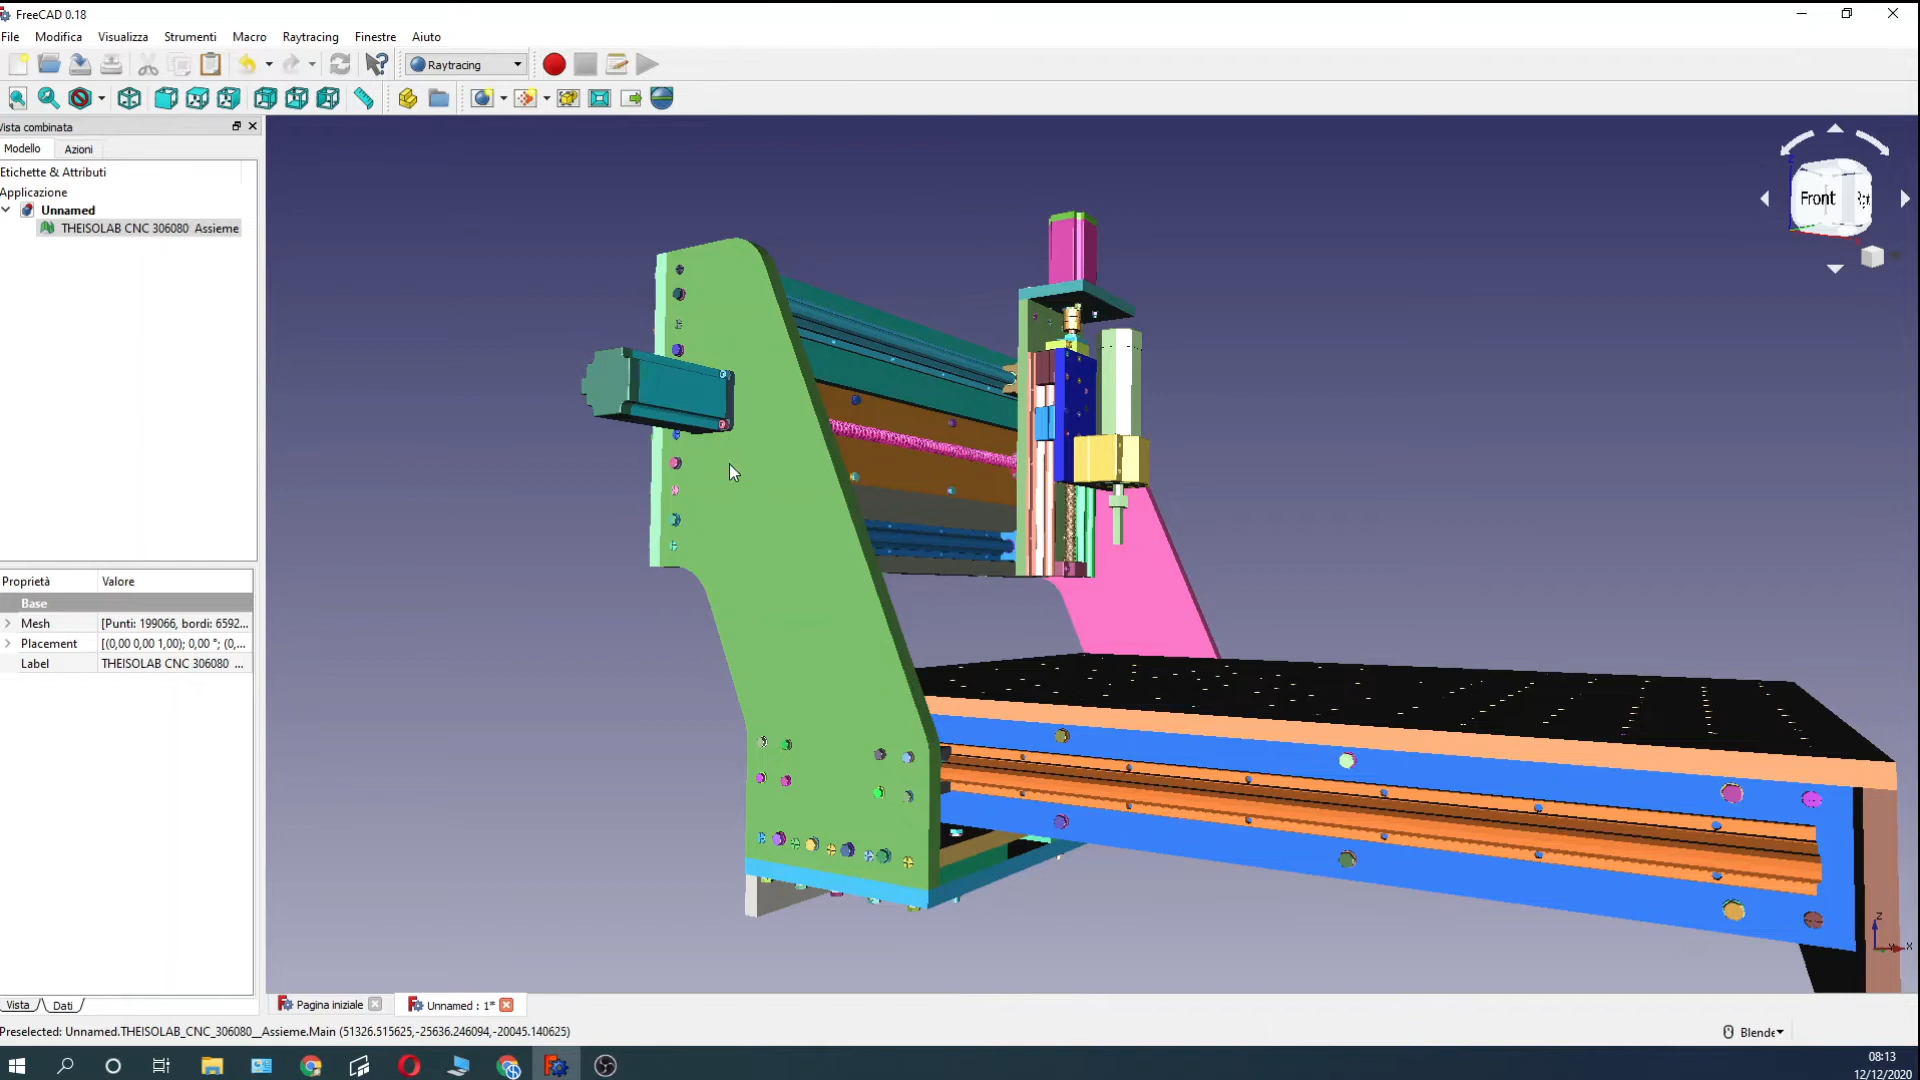 FreeCAD 0.18
File Modifica Visualizza Strumenti Macro Raytracing Finestre Aiuto
Raytracing
Vista combinata
Modello Azioni
Etichette & Attributi
Applicazione
Unnamed
THEISOLAB CNC 306080 Assieme
Front
Proprietà Valore
Base
Mesh [Punti: 199066, bordi: 6592...
Placement [(0,00 0,00 1,00); 0,00 °; (0,...
Label THEISOLAB CNC 306080 ...
Z
X
Vista Dati
Pagina iniziale Unnamed : 1*
Preselected: Unnamed.THEISOLAB_CNC_306080__Assieme.Main (51326.515625,-25636.246094,-20045.140625)
Blende
08:13
12/12/2020